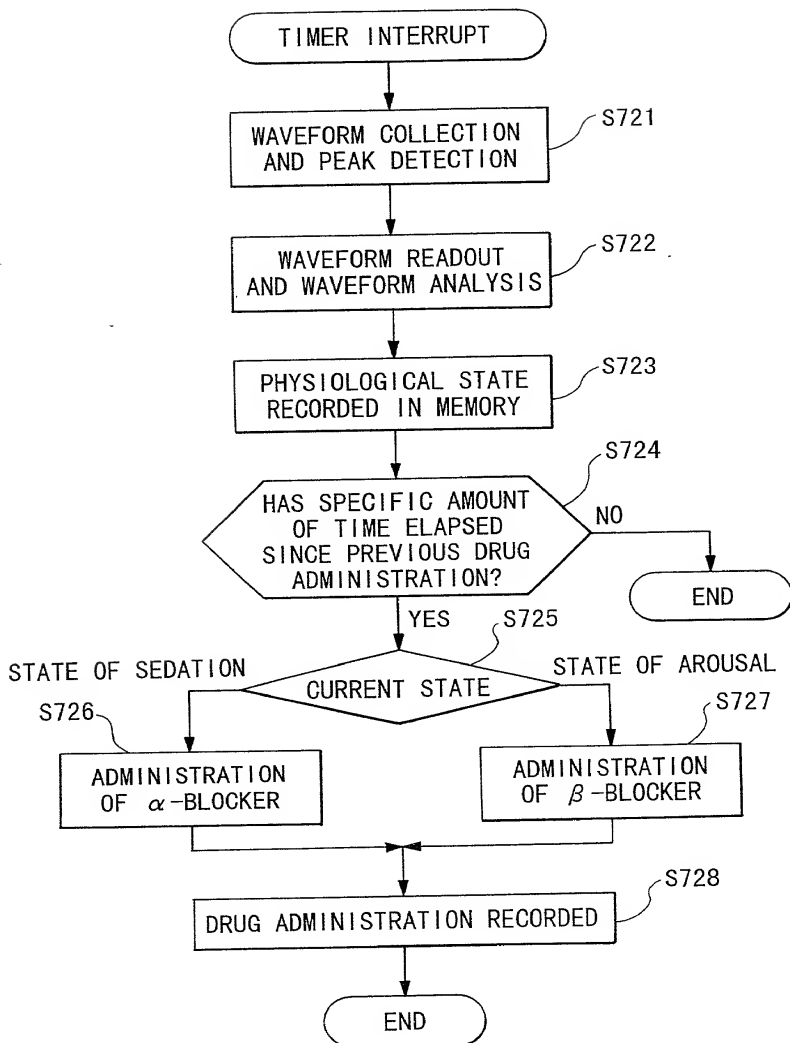 TIMER INTERRUPT
WAVEFORM COLLECTION
AND PEAK DETECTION
S721
WAVEFORM READOUT
AND WAVEFORM ANALYSIS
S722
PHYSIOLOGICAL STATE
RECORDED IN MEMORY
S723
HAS SPECIFIC AMOUNT
OF TIME ELAPSED
SINCE PREVIOUS DRUG
ADMINISTRATION?
S724
NO
END
YES
S725
CURRENT STATE
STATE OF SEDATION
STATE OF AROUSAL
S726
ADMINISTRATION
OF α-BLOCKER
S727
ADMINISTRATION
OF β-BLOCKER
DRUG ADMINISTRATION RECORDED
S728
END